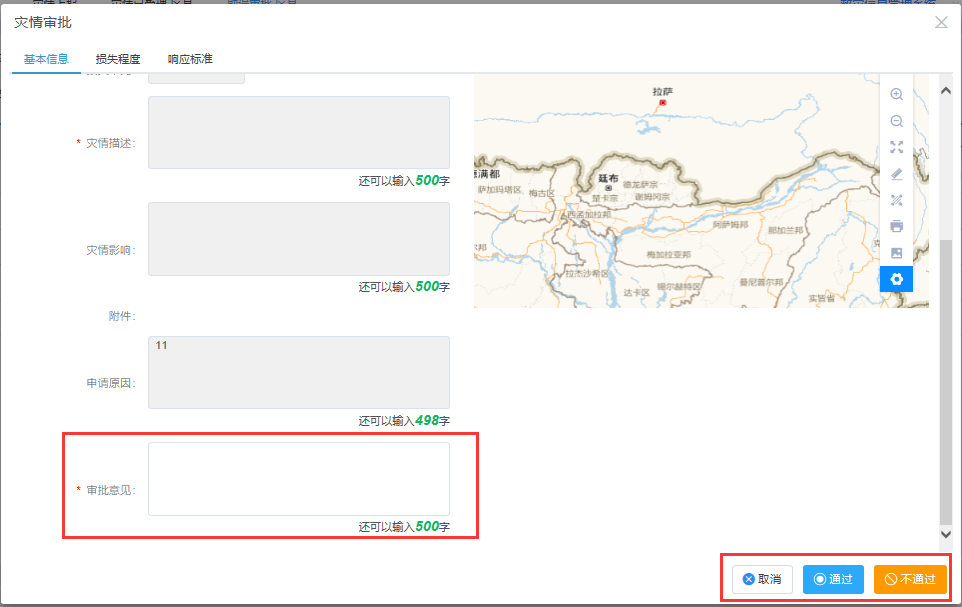 灾情审批
基本信息 损失程度 响应标准
* 灾情描述:
还可以输入500字
灾情影响:
还可以输入500字
附件:
申请原因: 11
还可以输入498字
* 审批意见:
还可以输入500字
拉萨
满都
廷布
德龙萨宗
萨加玛塔区
梅古区
楚卡宗
谢姆冈宗
西孟加拉邦
阿萨姆邦
那加兰邦
梅加拉亚邦
拉杰沙希区
锡尔赫特区
曼尼普尔邦
达卡区
实皆省
取消 通过 不通过